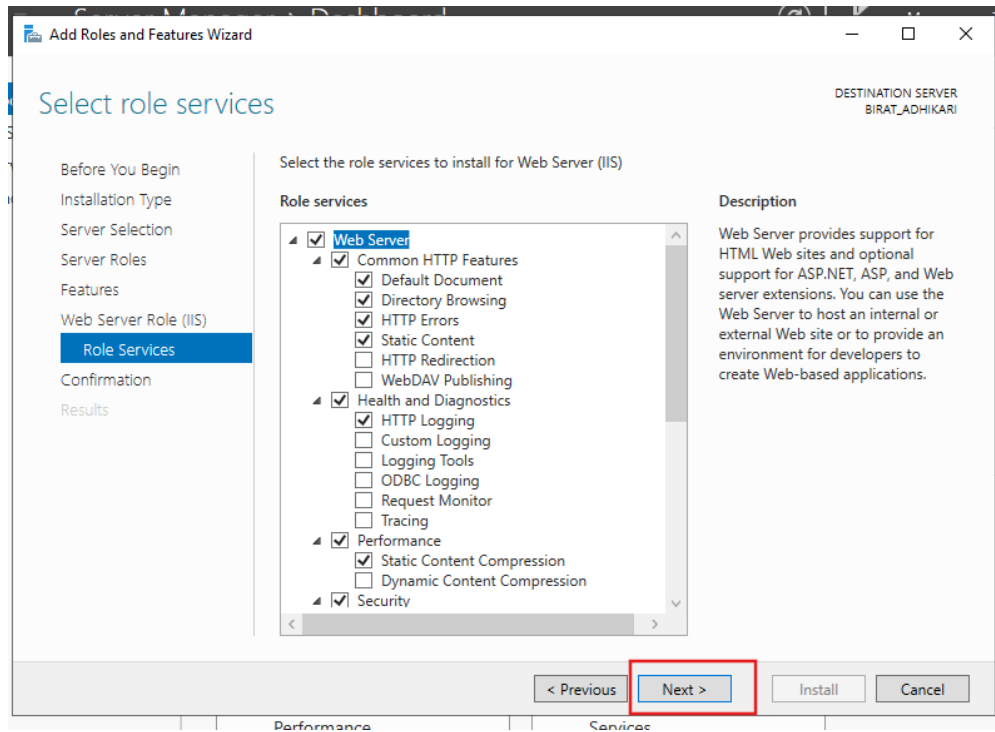 Server Manager > Dashboard
Add Roles and Features Wizard
Select role services
DESTINATION SERVER
BIRAT_ADHIKARI
Before You Begin
Installation Type
Server Selection
Server Roles
Features
Web Server Role (IIS)
Role Services
Confirmation
Results
Select the role services to install for Web Server (IIS)
Role services
Web Server
Common HTTP Features
Default Document
Directory Browsing
HTTP Errors
Static Content
HTTP Redirection
WebDAV Publishing
Health and Diagnostics
HTTP Logging
Custom Logging
Logging Tools
ODBC Logging
Request Monitor
Tracing
Performance
Static Content Compression
Dynamic Content Compression
Security
Description
Web Server provides support for
HTML Web sites and optional
support for ASP.NET, ASP, and Web
server extensions. You can use the
Web Server to host an internal or
external Web site or to provide an
environment for developers to
create Web-based applications.
< Previous
Next >
Install
Cancel
Performance
Services